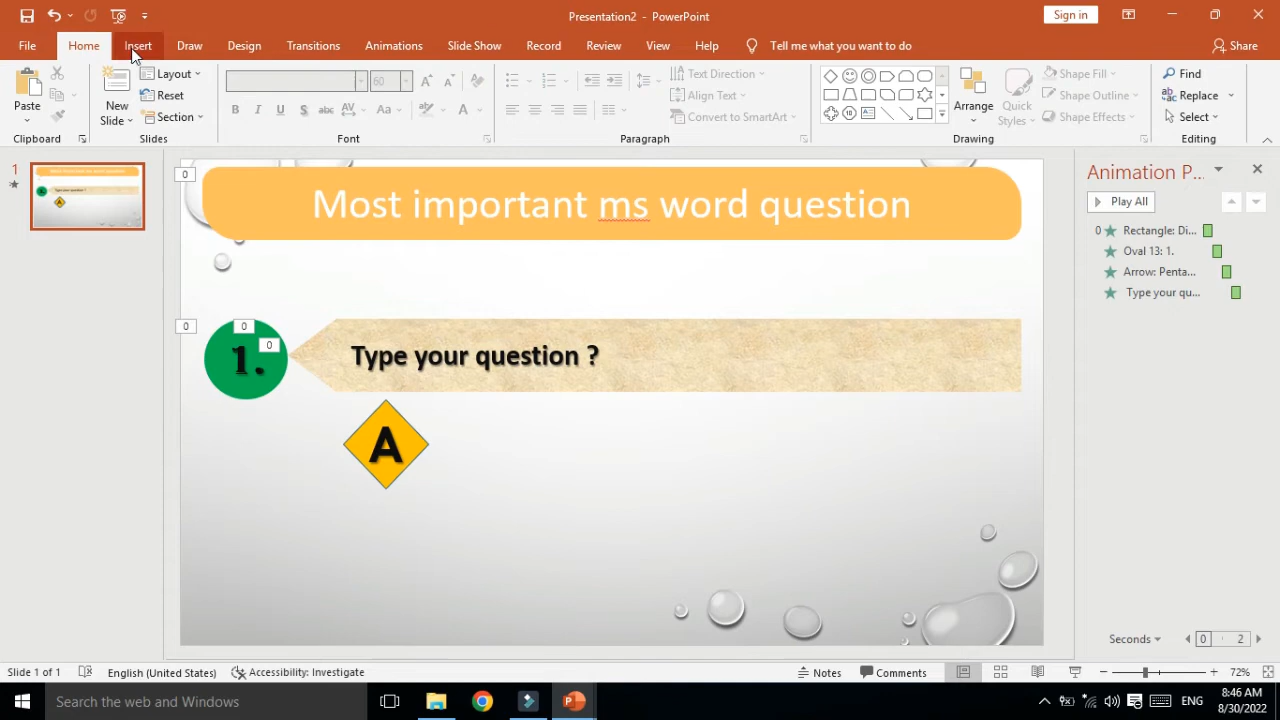 Presentation2 - PowerPoint
Sign in
File Home Insert Draw Design Transitions Animations Slide Show Record Review View Help Tell me what you want to do Share
Paste
Clipboard
New Slide
Layout
Reset
Section
Slides
60
B I U S abc AV Aa A
Font
Text Direction
Align Text
Convert to SmartArt
Paragraph
Arrange
Quick Styles
Shape Fill
Shape Outline
Shape Effects
Drawing
Find
Replace
Select
Editing
1
0
Most important ms word question
0
0
0
1.
Type your question ?
A
Animation P...
Play All
0 Rectangle: Di...
Oval 13: 1.
Arrow: Penta...
Type your qu...
Seconds 0 2
Slide 1 of 1 English (United States) Accessibility: Investigate Notes Comments 72%
Search the web and Windows
ENG
8:46 AM
8/30/2022